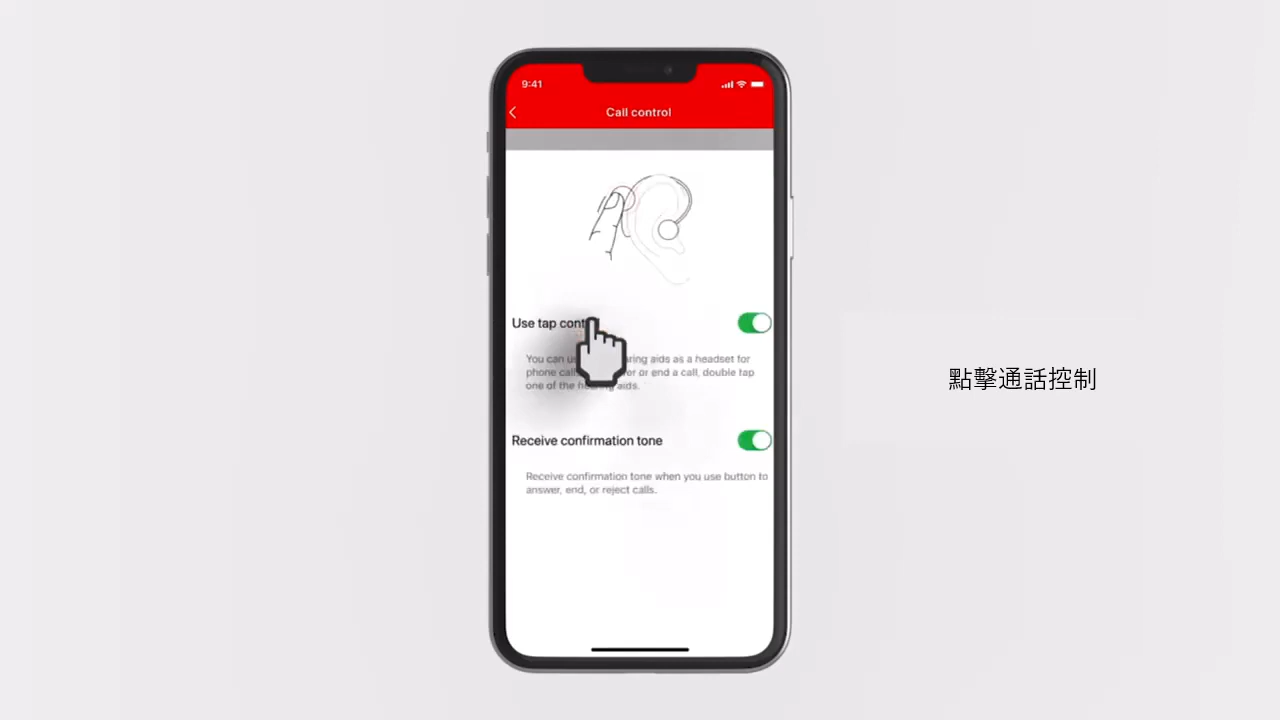 9:41
Call control
Use tap cont
You can u ring aids as a headset for
phone call er or end a call, double tap
one of the hearing aids.
Receive confirmation tone
Receive confirmation tone when you use button to
answer, end, or reject calls.
點擊通話控制